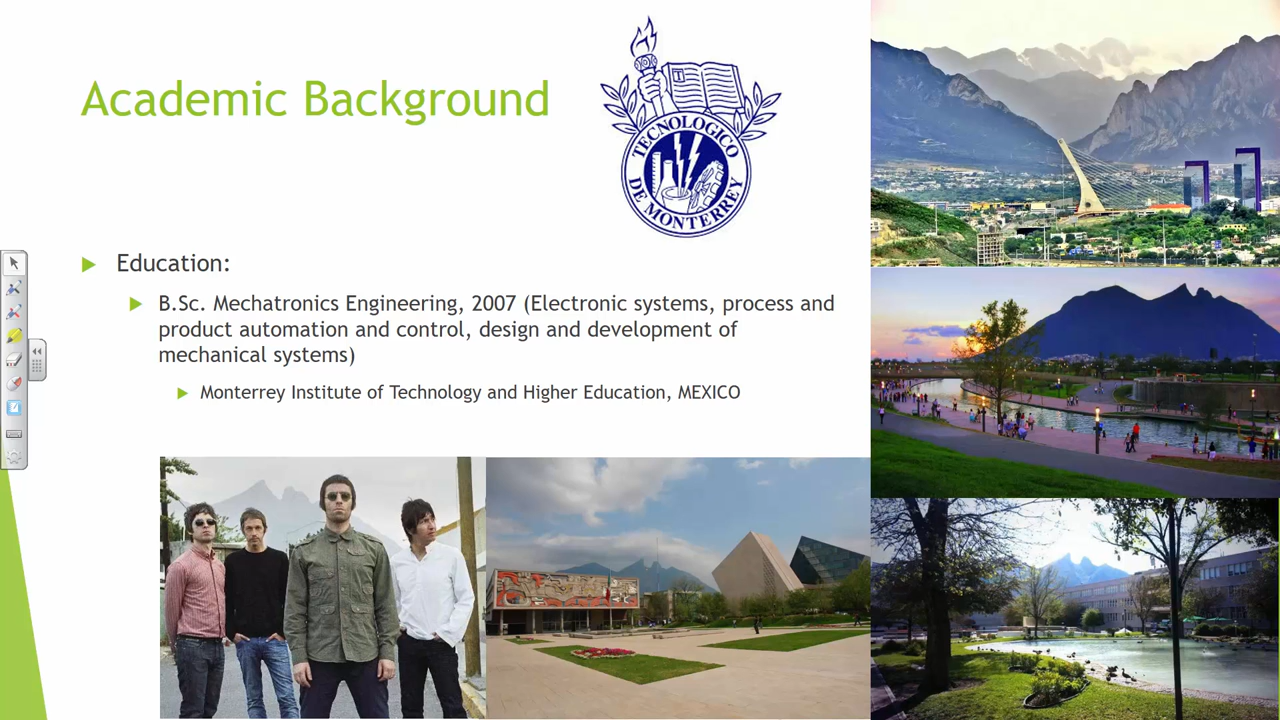 Academic Background
T
TECNOLOGICO
DE MONTERREY
Education:
B.Sc. Mechatronics Engineering, 2007 (Electronic systems, process and
product automation and control, design and development of
mechanical systems)
Monterrey Institute of Technology and Higher Education, MEXICO